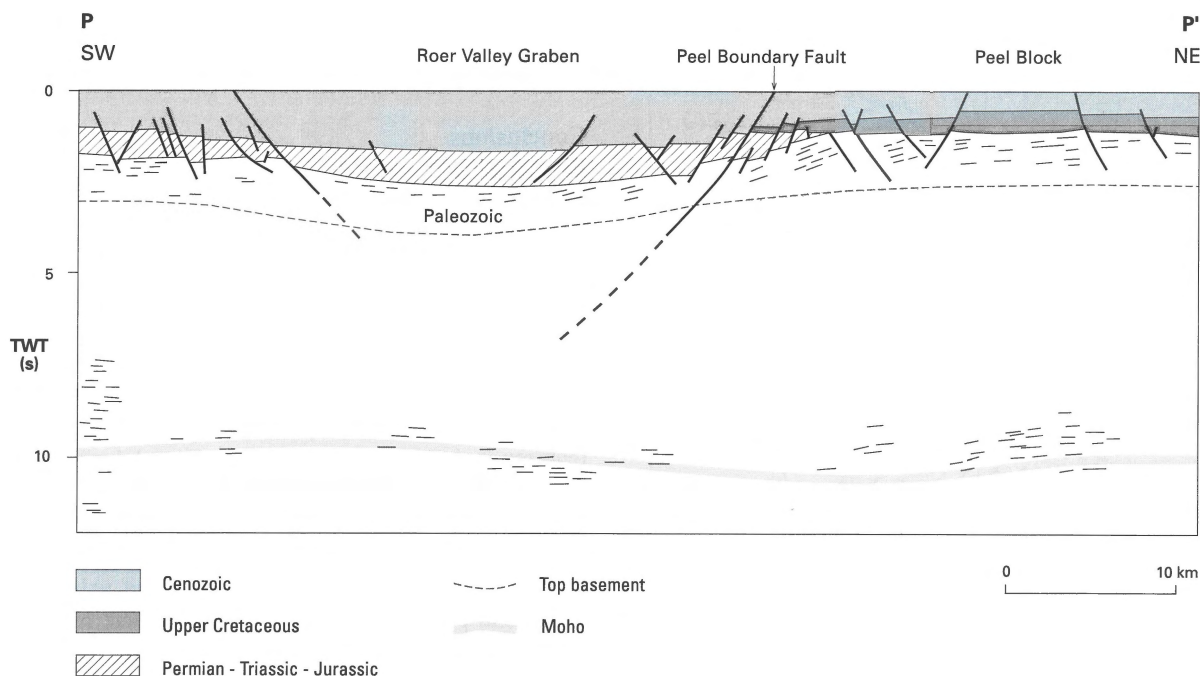 P
P'
SW
Roer Valley Graben
Peel Boundary Fault
Peel Block
NE
0
Paleozoic
5
TWT
(s)
10
Cenozoic
Top basement
0
10 km
Upper Cretaceous
Moho
Permian - Triassic - Jurassic